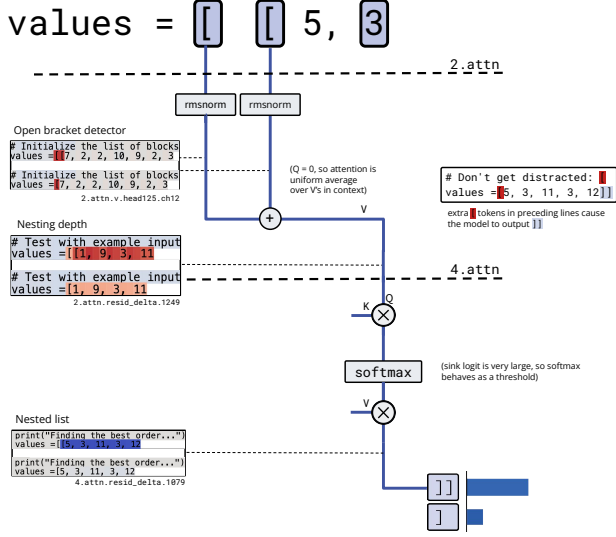 values = [ [ 5, 3
2.attn
rmsnorm rmsnorm
Open bracket detector
# Initialize the list of blocks
values =[[7, 2, 2, 10, 9, 2, 3
# Initialize the list of blocks
values =[7, 2, 2, 10, 9, 2, 3
2.attn.v.head125.ch12
(Q = 0, so attention is
uniform average
over V's in context)
# Don't get distracted: [
values =[5, 3, 11, 3, 12]]
extra [ tokens in preceding lines cause
the model to output ]]
+
V
Nesting depth
# Test with example input
values =[[1, 9, 3, 11
# Test with example input
values =[1, 9, 3, 11
2.attn.resid_delta.1249
4.attn
K
Q
softmax
(sink logit is very large, so softmax
behaves as a threshold)
V
Nested list
print("Finding the best order...")
values =[[5, 3, 11, 3, 12
print("Finding the best order...")
values =[5, 3, 11, 3, 12
4.attn.resid_delta.1079
]]
]